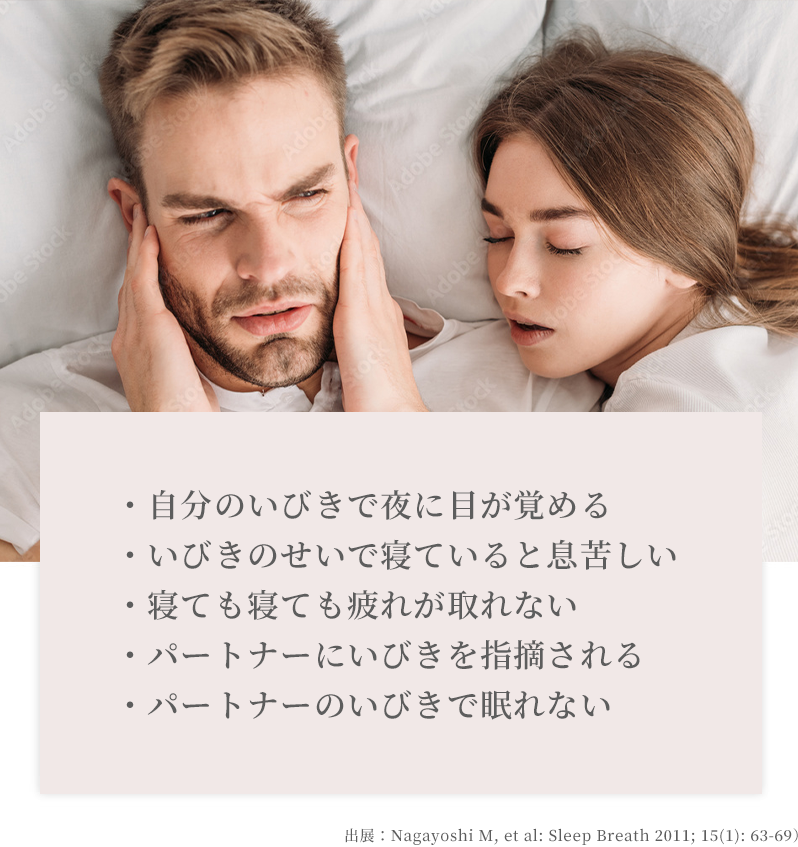 ・自分のいびきで夜に目が覚める
・いびきのせいで寝ていると息苦しい
・寝ても寝ても疲れが取れない
・パートナーにいびきを指摘される
・パートナーのいびきで眠れない
出展：Nagayoshi M, et al: Sleep Breath 2011; 15(1): 63-69）
Adobe Stock